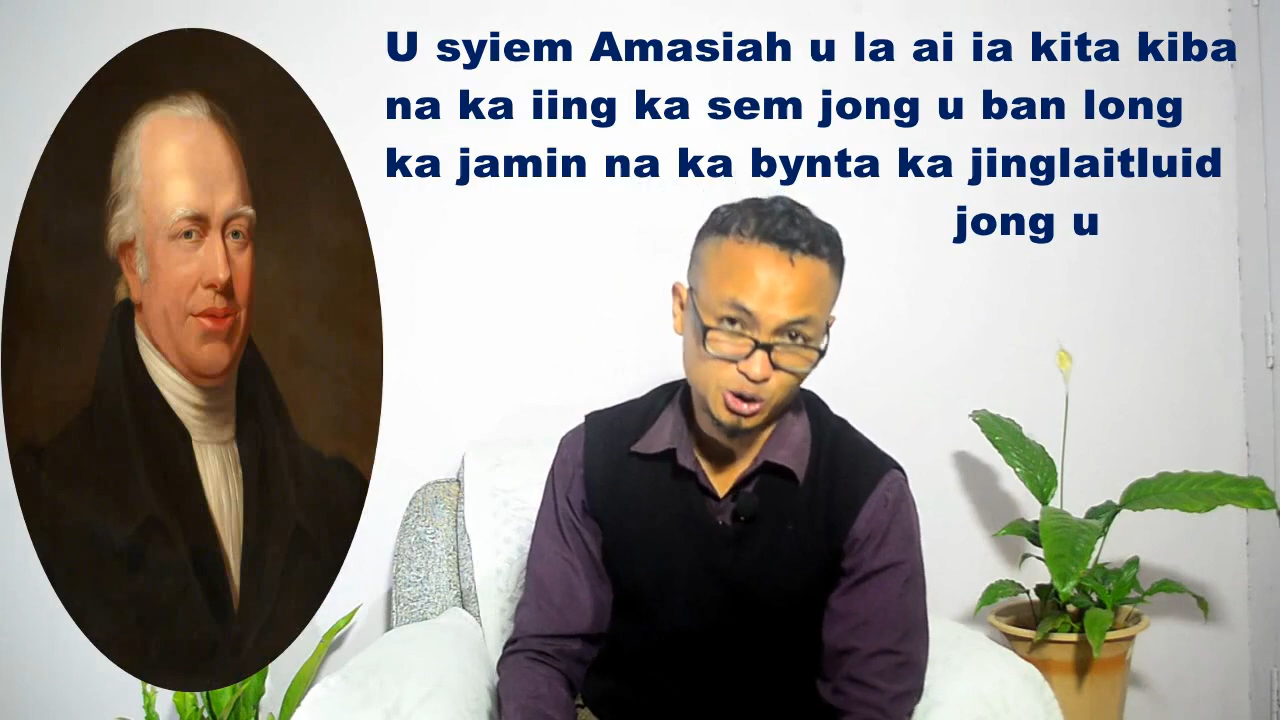 U syiem Amasiah u la ai ia kita kiba
na ka iing ka sem jong u ban long
ka jamin na ka bynta ka jinglaitluid
jong u